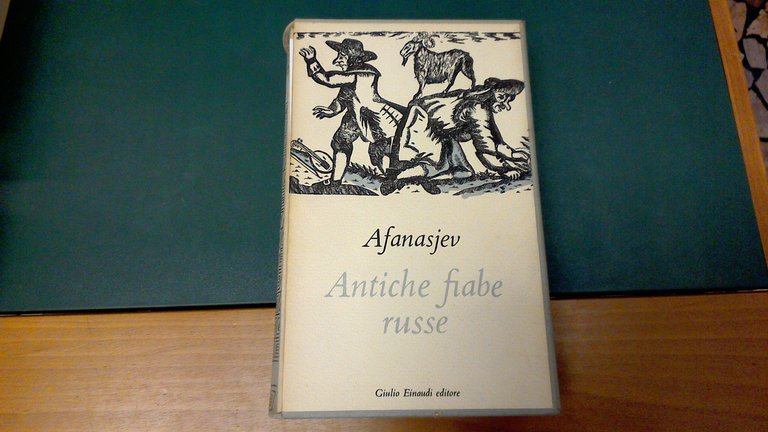 Afanasjev
Antiche fiabe
russe
Giulio Einaudi editore